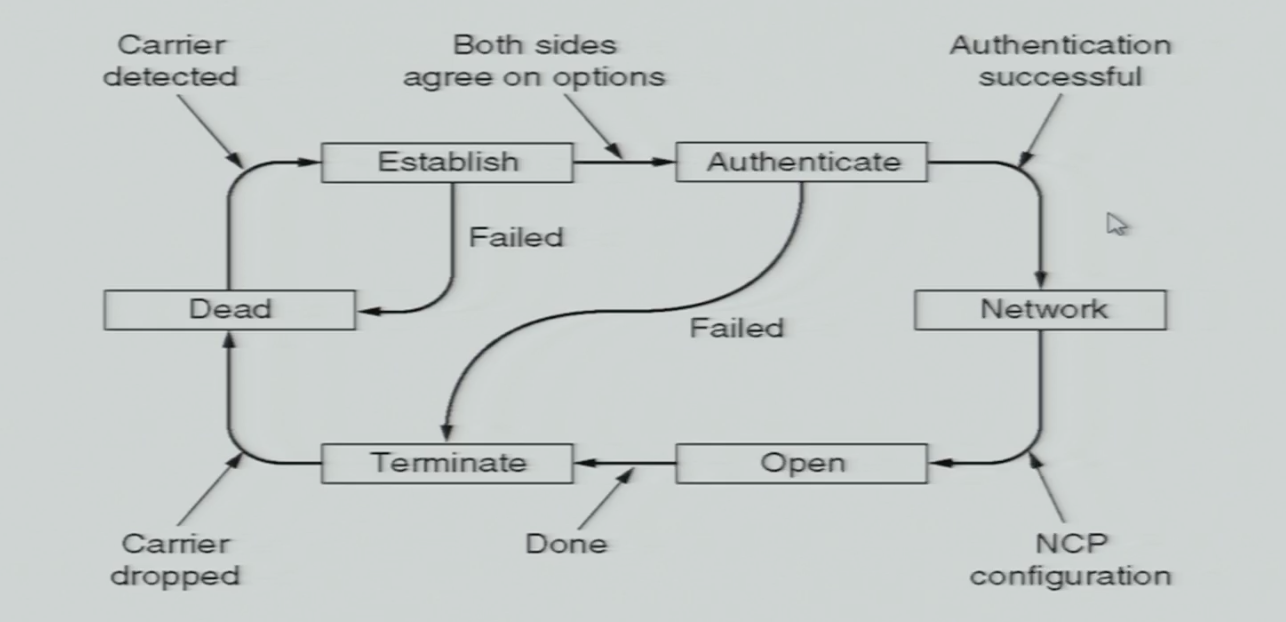 Carrier
detected
Both sides
agree on options
Authentication
successful
Establish
Authenticate
Failed
Dead
Failed
Network
Terminate
Open
Carrier
dropped
Done
NCP
configuration